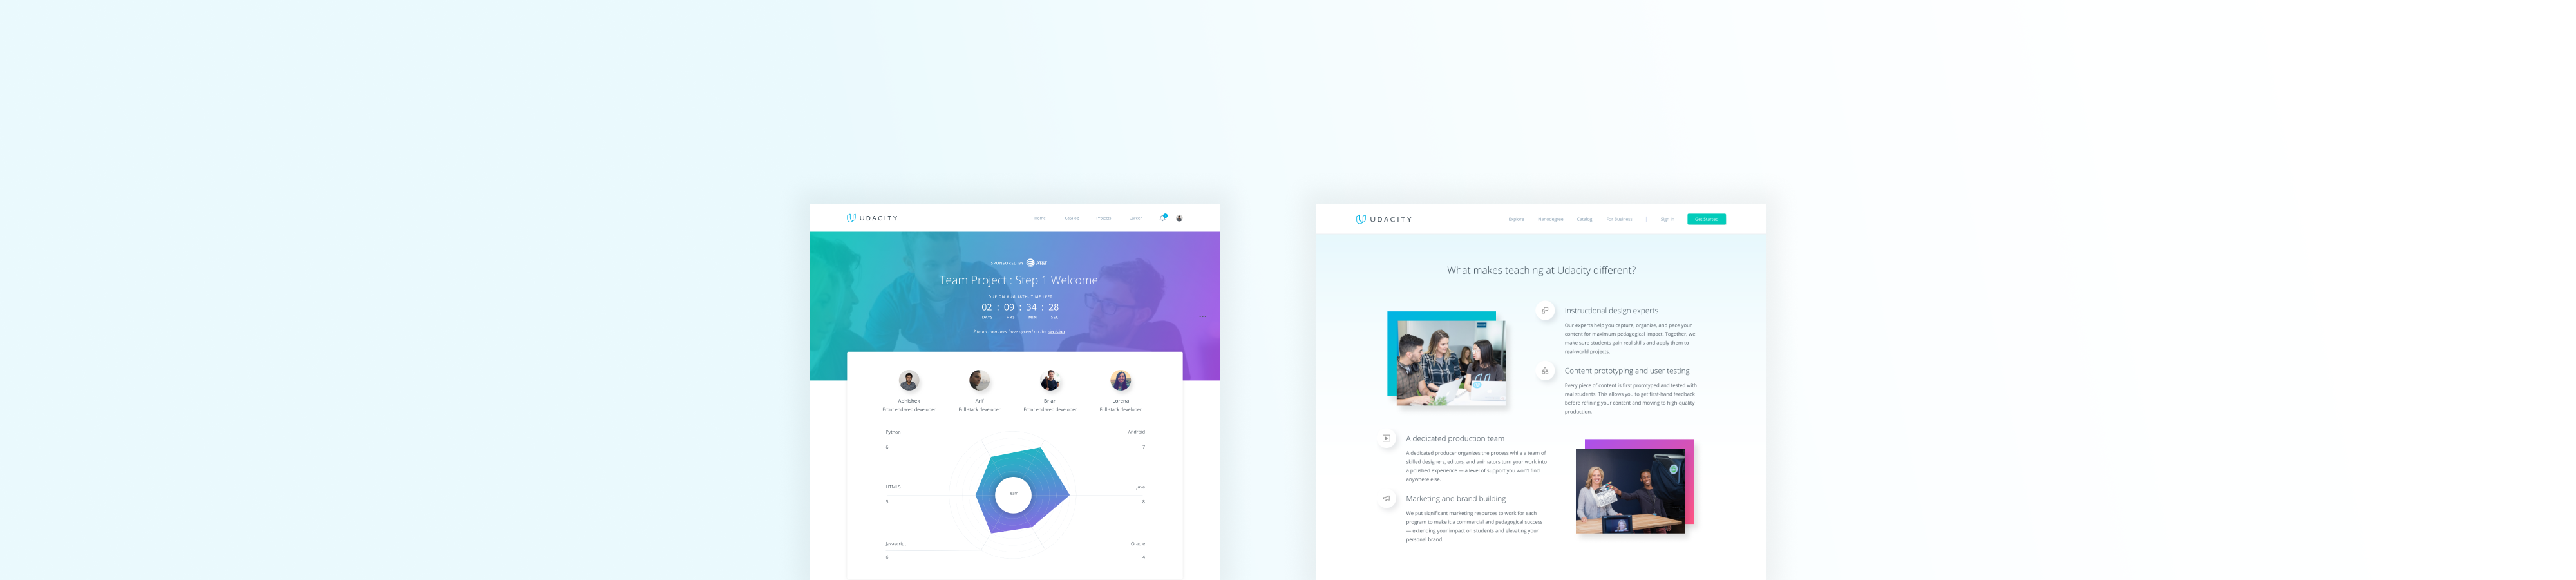 UDACITY
Home Catalog Projects Career
SPONSORED BY AT&T
Team Project : Step 1 Welcome
DUE ON AUG 18TH, TIME LEFT
02 : 09 : 34 : 28
DAYS HRS MIN SEC
2 team members have agreed on the decision
Abhishek Arif Brian Lorena
Front end web developer Full stack developer Front end web developer Full stack developer
Python Android
6 7
HTML5 Java
5 8
Team
Javascript Gradle
6 4
UDACITY
Explore Nanodegree Catalog For Business Sign In Get Started
What makes teaching at Udacity different?
Instructional design experts
Our experts help you capture, organize, and pace your
content for maximum pedagogical impact. Together, we
make sure students gain real skills and apply them to
real-world projects.
Content prototyping and user testing
Every piece of content is first prototyped and tested with
real students. This allows you to get first-hand feedback
before refining your content and moving to high-quality
production.
A dedicated production team
A dedicated producer organizes the process while a team of
skilled designers, editors, and animators turn your work into
a polished experience — a level of support you won't find
anywhere else.
Marketing and brand building
We put significant marketing resources to work for each
program to make it a commercial and pedagogical success
— extending your impact on students and elevating your
personal brand.